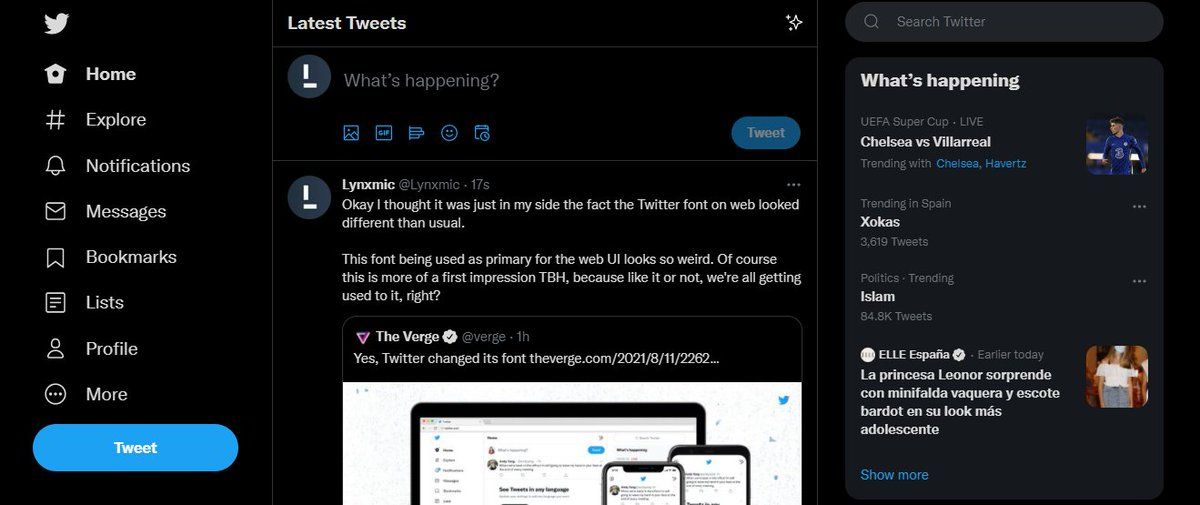 Home
Explore
Notifications
Messages
Bookmarks
Lists
Profile
More
Tweet
Latest Tweets
What's happening?
GIF
Tweet
Lynxmic @Lynxmic · 17s
Okay I thought it was just in my side the fact the Twitter font on web looked
different than usual.
This font being used as primary for the web UI looks so weird. Of course
this is more of a first impression TBH, because like it or not, we're all getting
used to it, right?
The Verge @verge · 1h
Yes, Twitter changed its font theverge.com/2021/8/11/2262...
See Tweets in any language
Search Twitter
What's happening
UEFA Super Cup · LIVE
Chelsea vs Villarreal
Trending with Chelsea, Havertz
3
Trending in Spain
Xokas
3,619 Tweets
Politics · Trending
Islam
84.8K Tweets
ELLE España · Earlier today
La princesa Leonor sorprende
con minifalda vaquera y escote
bardot en su look más
adolescente
Show more